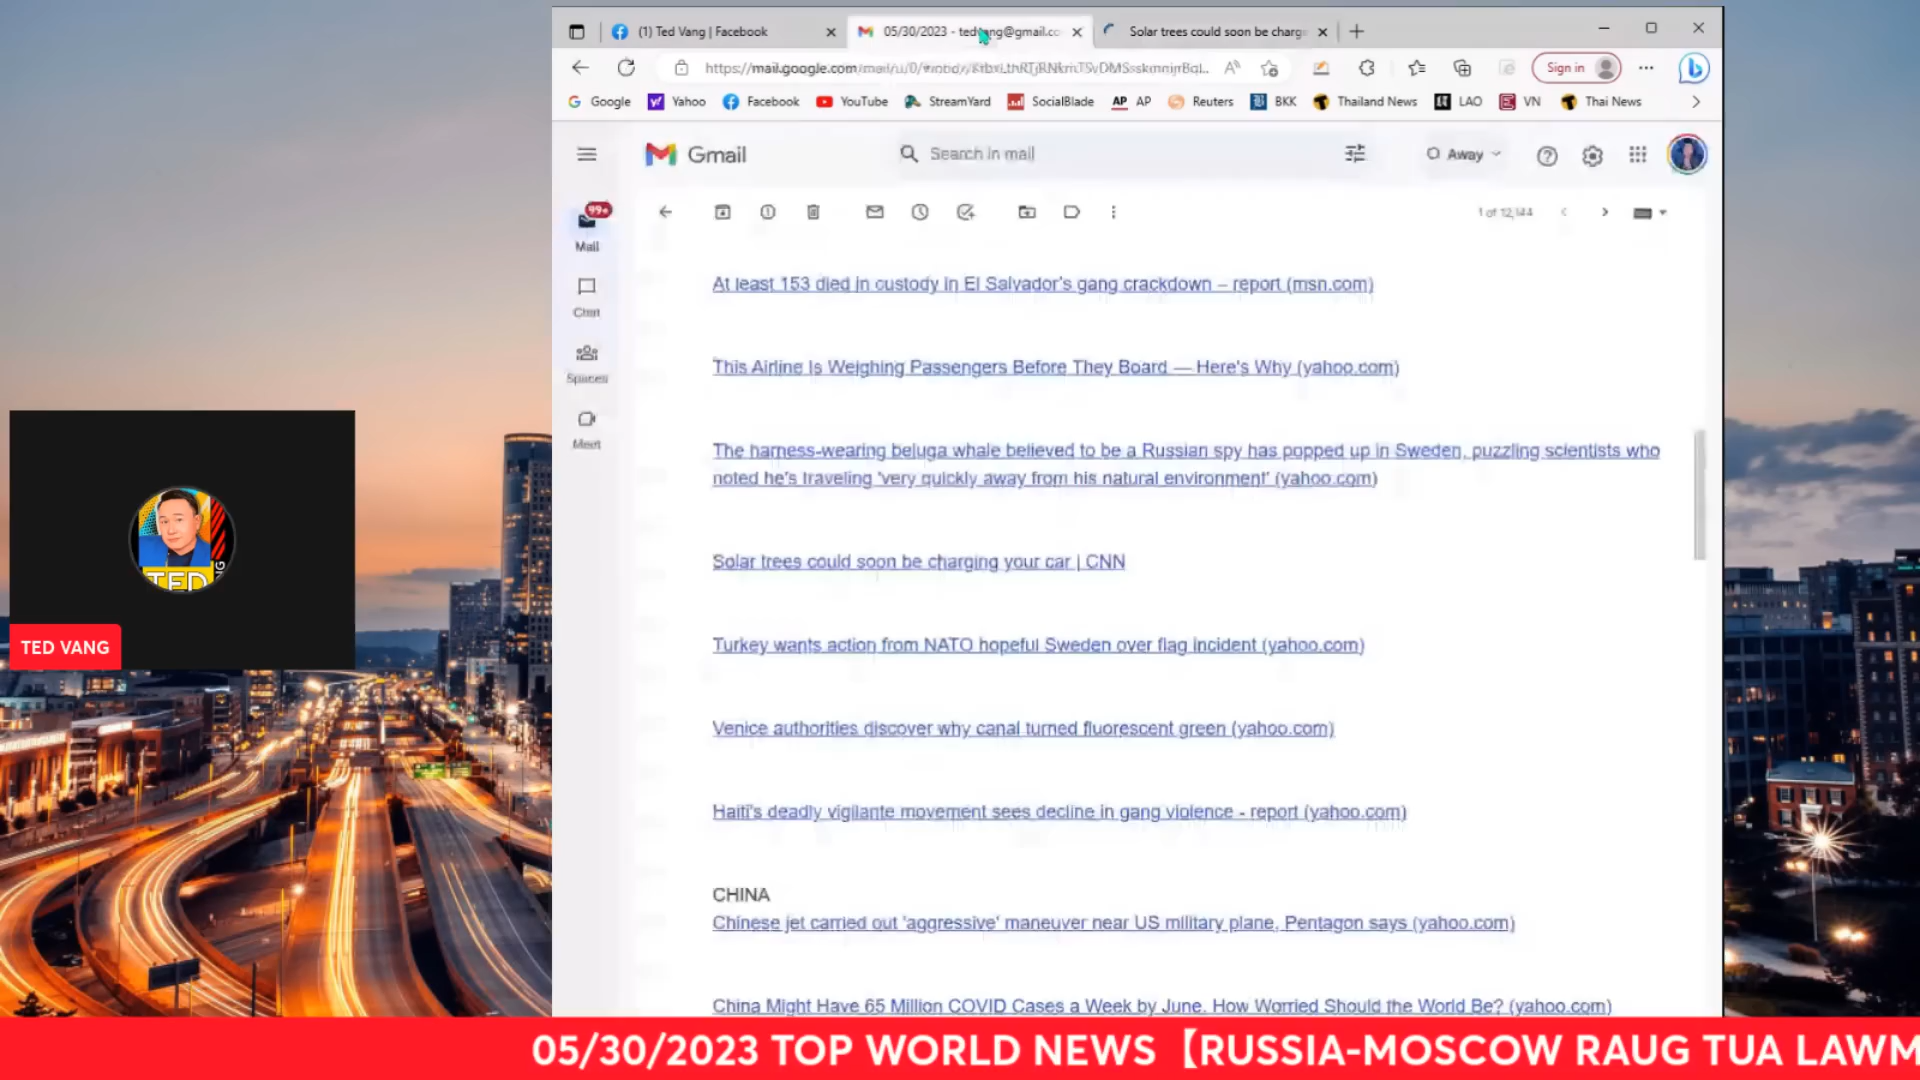 (1) Ted Vang | Facebook
05/30/2023 - tedvang@gmail.co
Solar trees could soon be charg
Sign in
Google
Yahoo
Facebook
YouTube
StreamYard
SocialBlade
AP AP
Reuters
BKK
Thailand News
LAO
VN
Thai News
Gmail
Search in mail
Away
99+
Mail
Chat
Spaces
Meet
1 of 12,144
At least 153 died in custody in El Salvador's gang crackdown – report (msn.com)
This Airline Is Weighing Passengers Before They Board — Here's Why (yahoo.com)
The harness-wearing beluga whale believed to be a Russian spy has popped up in Sweden, puzzling scientists who
noted he's traveling 'very quickly away from his natural environment' (yahoo.com)
Solar trees could soon be charging your car | CNN
Turkey wants action from NATO hopeful Sweden over flag incident (yahoo.com)
Venice authorities discover why canal turned fluorescent green (yahoo.com)
Haiti's deadly vigilante movement sees decline in gang violence - report (yahoo.com)
CHINA
Chinese jet carried out 'aggressive' maneuver near US military plane, Pentagon says (yahoo.com)
China Might Have 65 Million COVID Cases a Week by June. How Worried Should the World Be? (yahoo.com)
TED
TED VANG
05/30/2023 TOP WORLD NEWS【RUSSIA-MOSCOW RAUG TUA LAWM